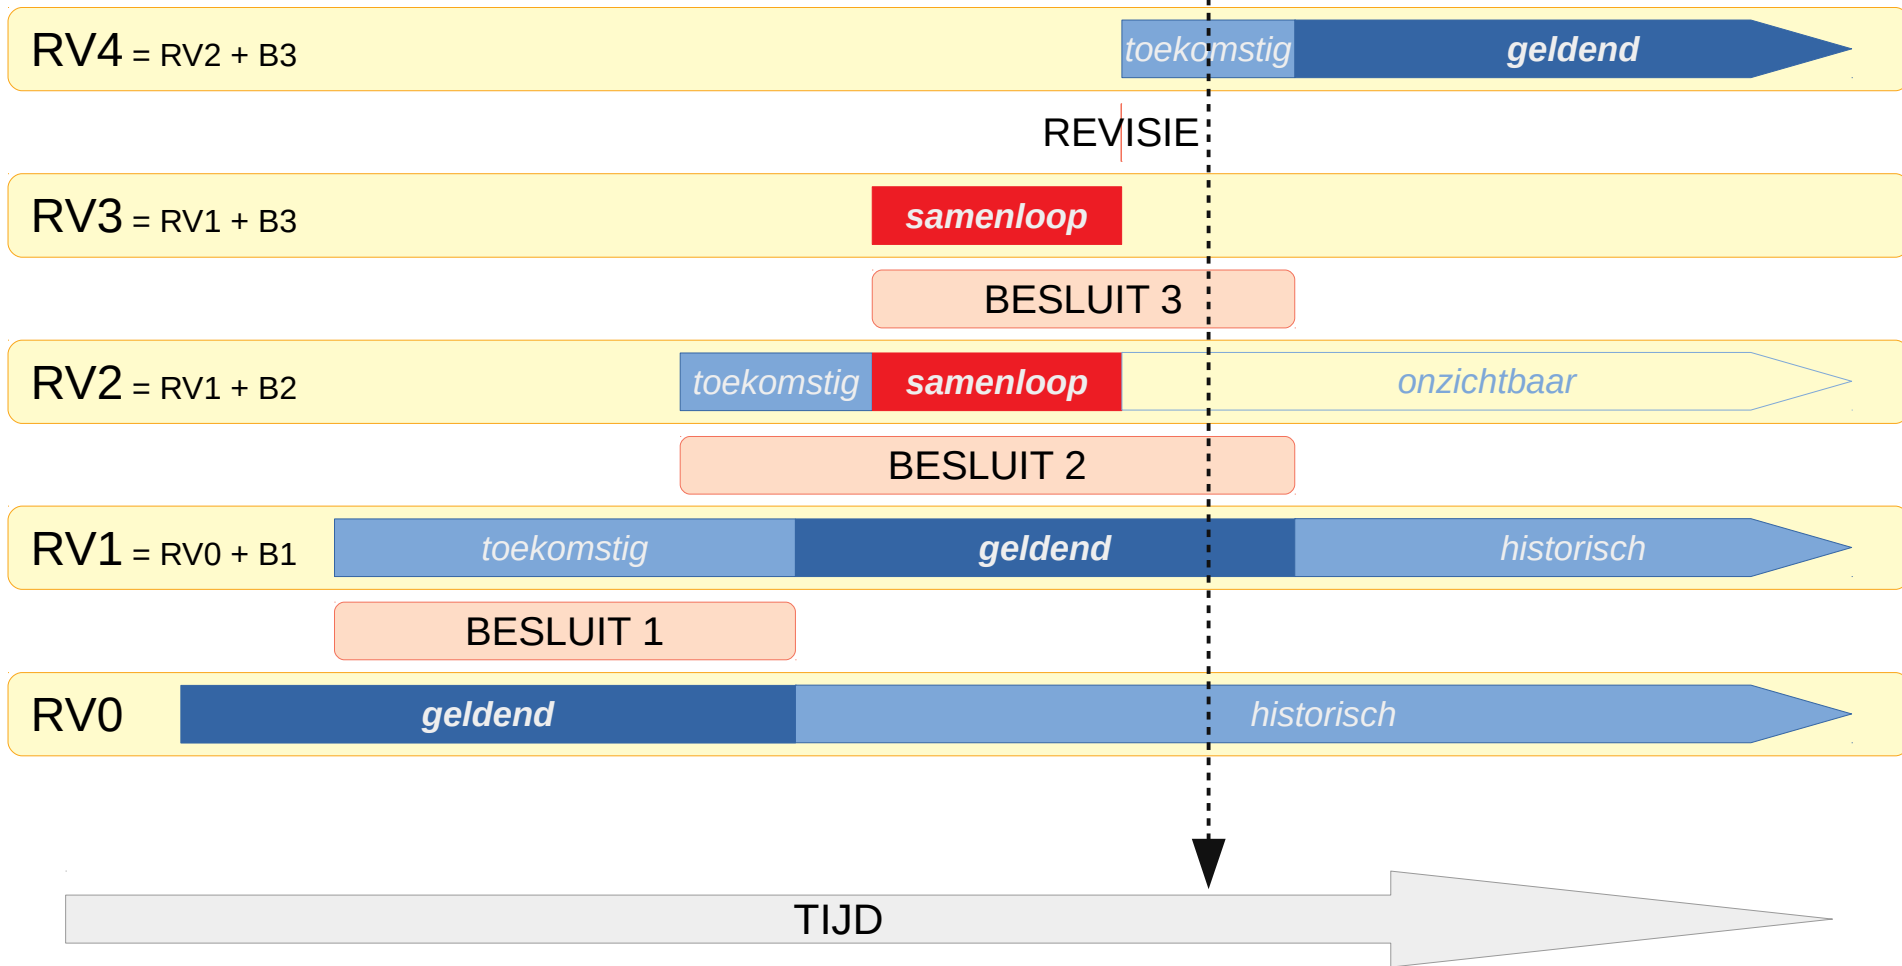 RV4 = RV2 + B3 toekomstig geldend
REVISIE
RV3 = RV1 + B3 samenloop
BESLUIT 3
RV2 = RV1 + B2 toekomstig samenloop onzichtbaar
BESLUIT 2
RV1 = RV0 + B1 toekomstig geldend historisch
BESLUIT 1
RV0 geldend historisch
TIJD